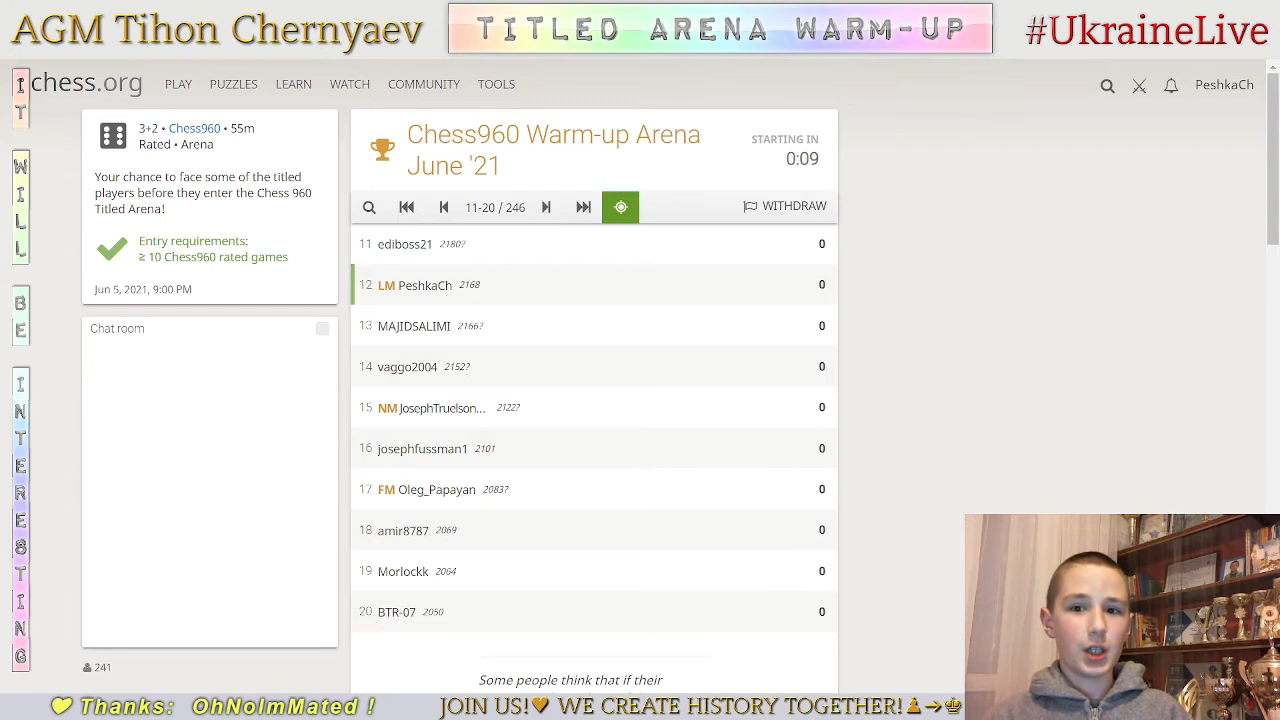 AGM Tihon Chernyaev
TITLED ARENA WARM-UP
#UkraineLive
chess.org
PLAY
PUZZLES
LEARN
WATCH
COMMUNITY
TOOLS
PeshkaCh
IT
WILL
BE
INTERE8TING
3+2 • Chess960 • 55m
Rated • Arena
Your chance to face some of the titled
players before they enter the Chess 960
Titled Arena!
Entry requirements:
≥ 10 Chess960 rated games
Jun 5, 2021, 9:00 PM
Chat room
241
Chess960 Warm-up Arena
June '21
STARTING IN
0:09
11-20 / 246
WITHDRAW
11 ediboss21 2180? 0
12 LM PeshkaCh 2168 0
13 MAJIDSALIMI 2166? 0
14 vaggo2004 2152? 0
15 NM JosephTruelson... 2122? 0
16 josephfussman1 2101 0
17 FM Oleg_Papayan 2083? 0
18 amir8787 2069 0
19 Morlockk 2064 0
20 BTR-07 2050 0
Some people think that if their
Thanks: OhNoImMated !
JOIN US!🧡 WE CREATE HISTORY TOGETHER!♟→♚